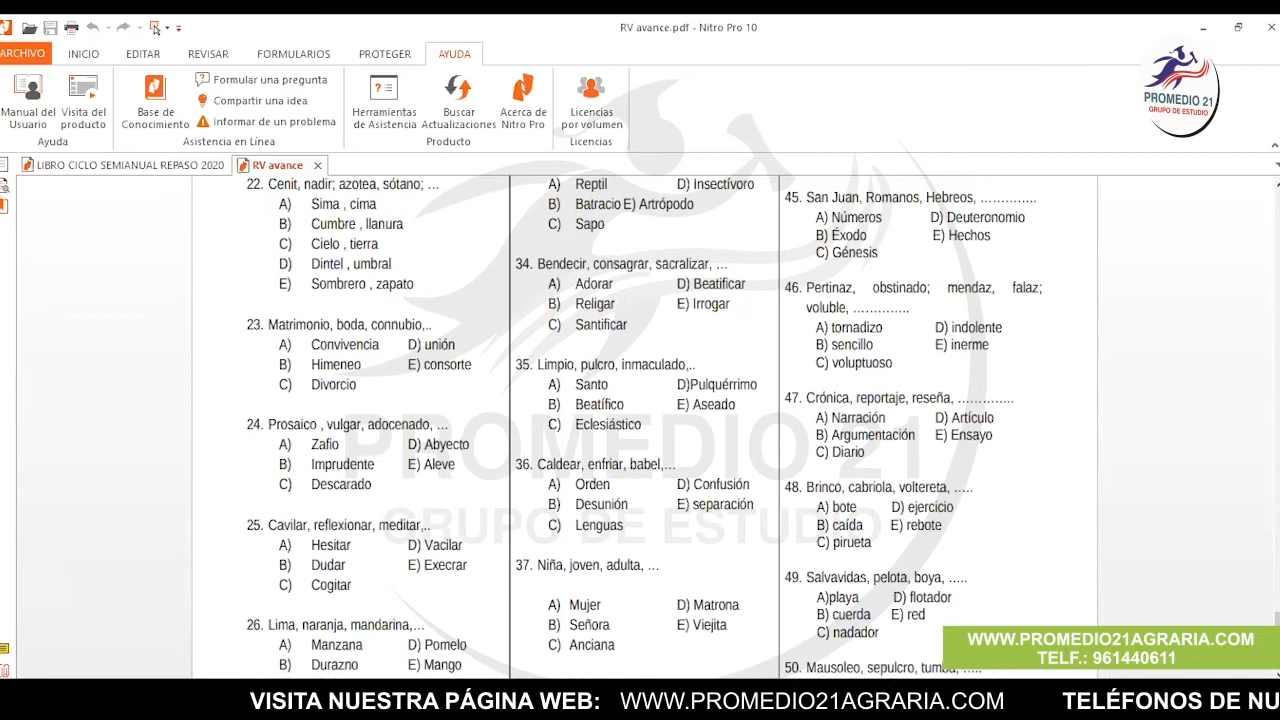 RV avance.pdf - Nitro Pro 10
ARCHIVO INICIO EDITAR REVISAR FORMULARIOS PROTEGER AYUDA
Manual del Usuario
Visita del producto
Ayuda
Base de Conocimiento
Formular una pregunta
Compartir una idea
Informar de un problema
Asistencia en Línea
Herramientas de Asistencia
Buscar Actualizaciones
Acerca de Nitro Pro
Producto
Licencias por volumen
Licencias
PROMEDIO 21
GRUPO DE ESTUDIO
LIBRO CICLO SEMIANUAL REPASO 2020
RV avance
22. Cenit, nadir; azotea, sótano; ...
A) Sima , cima
B) Cumbre , llanura
C) Cielo , tierra
D) Dintel , umbral
E) Sombrero , zapato
23. Matrimonio, boda, connubio,..
A) Convivencia D) unión
B) Himeneo E) consorte
C) Divorcio
24. Prosaico , vulgar, adocenado, ...
A) Zafio D) Abyecto
B) Imprudente E) Aleve
C) Descarado
25. Cavilar, reflexionar, meditar,..
A) Hesitar D) Vacilar
B) Dudar E) Execrar
C) Cogitar
26. Lima, naranja, mandarina,...
A) Manzana D) Pomelo
B) Durazno E) Mango
A) Reptil D) Insectívoro
B) Batracio E) Artrópodo
C) Sapo
34. Bendecir, consagrar, sacralizar, ...
A) Adorar D) Beatificar
B) Religar E) Irrogar
C) Santificar
35. Limpio, pulcro, inmaculado,..
A) Santo D)Pulquérrimo
B) Beatífico E) Aseado
C) Eclesiástico
36. Caldear, enfriar, babel,...
A) Orden D) Confusión
B) Desunión E) separación
C) Lenguas
37. Niña, joven, adulta, ...
A) Mujer D) Matrona
B) Señora E) Viejita
C) Anciana
45. San Juan, Romanos, Hebreos, …………..
A) Números D) Deuteronomio
B) Éxodo E) Hechos
C) Génesis
46. Pertinaz, obstinado; mendaz, falaz;
voluble, …………..
A) tornadizo D) indolente
B) sencillo E) inerme
C) voluptuoso
47. Crónica, reportaje, reseña, …………..
A) Narración D) Artículo
B) Argumentación E) Ensayo
C) Diario
48. Brinco, cabriola, voltereta, …..
A) bote D) ejercicio
B) caída E) rebote
C) pirueta
49. Salvavidas, pelota, boya, …..
A)playa D) flotador
B) cuerda E) red
C) nadador
50. Mausoleo, sepulcro, tumba, …..
PROMEDIO 21
GRUPO DE ESTUDIO
WWW.PROMEDIO21AGRARIA.COM
TELF.: 961440611
VISITA NUESTRA PÁGINA WEB: WWW.PROMEDIO21AGRARIA.COM TELÉFONOS DE NU